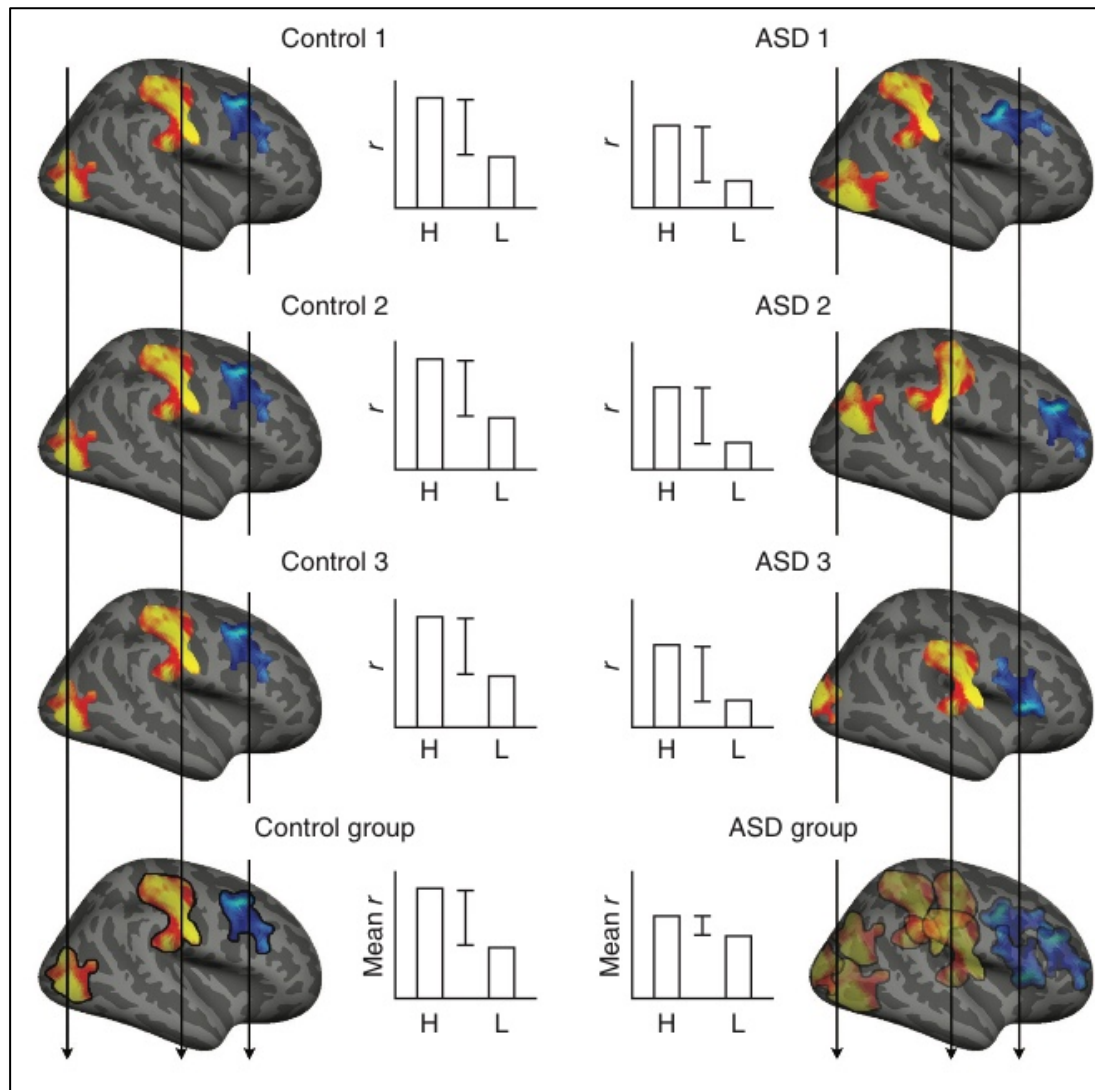 Control 1
ASD 1
r
H L
r
H L
Control 2
ASD 2
r
H L
r
H L
Control 3
ASD 3
r
H L
r
H L
Control group
ASD group
Mean r
H L
Mean r
H L